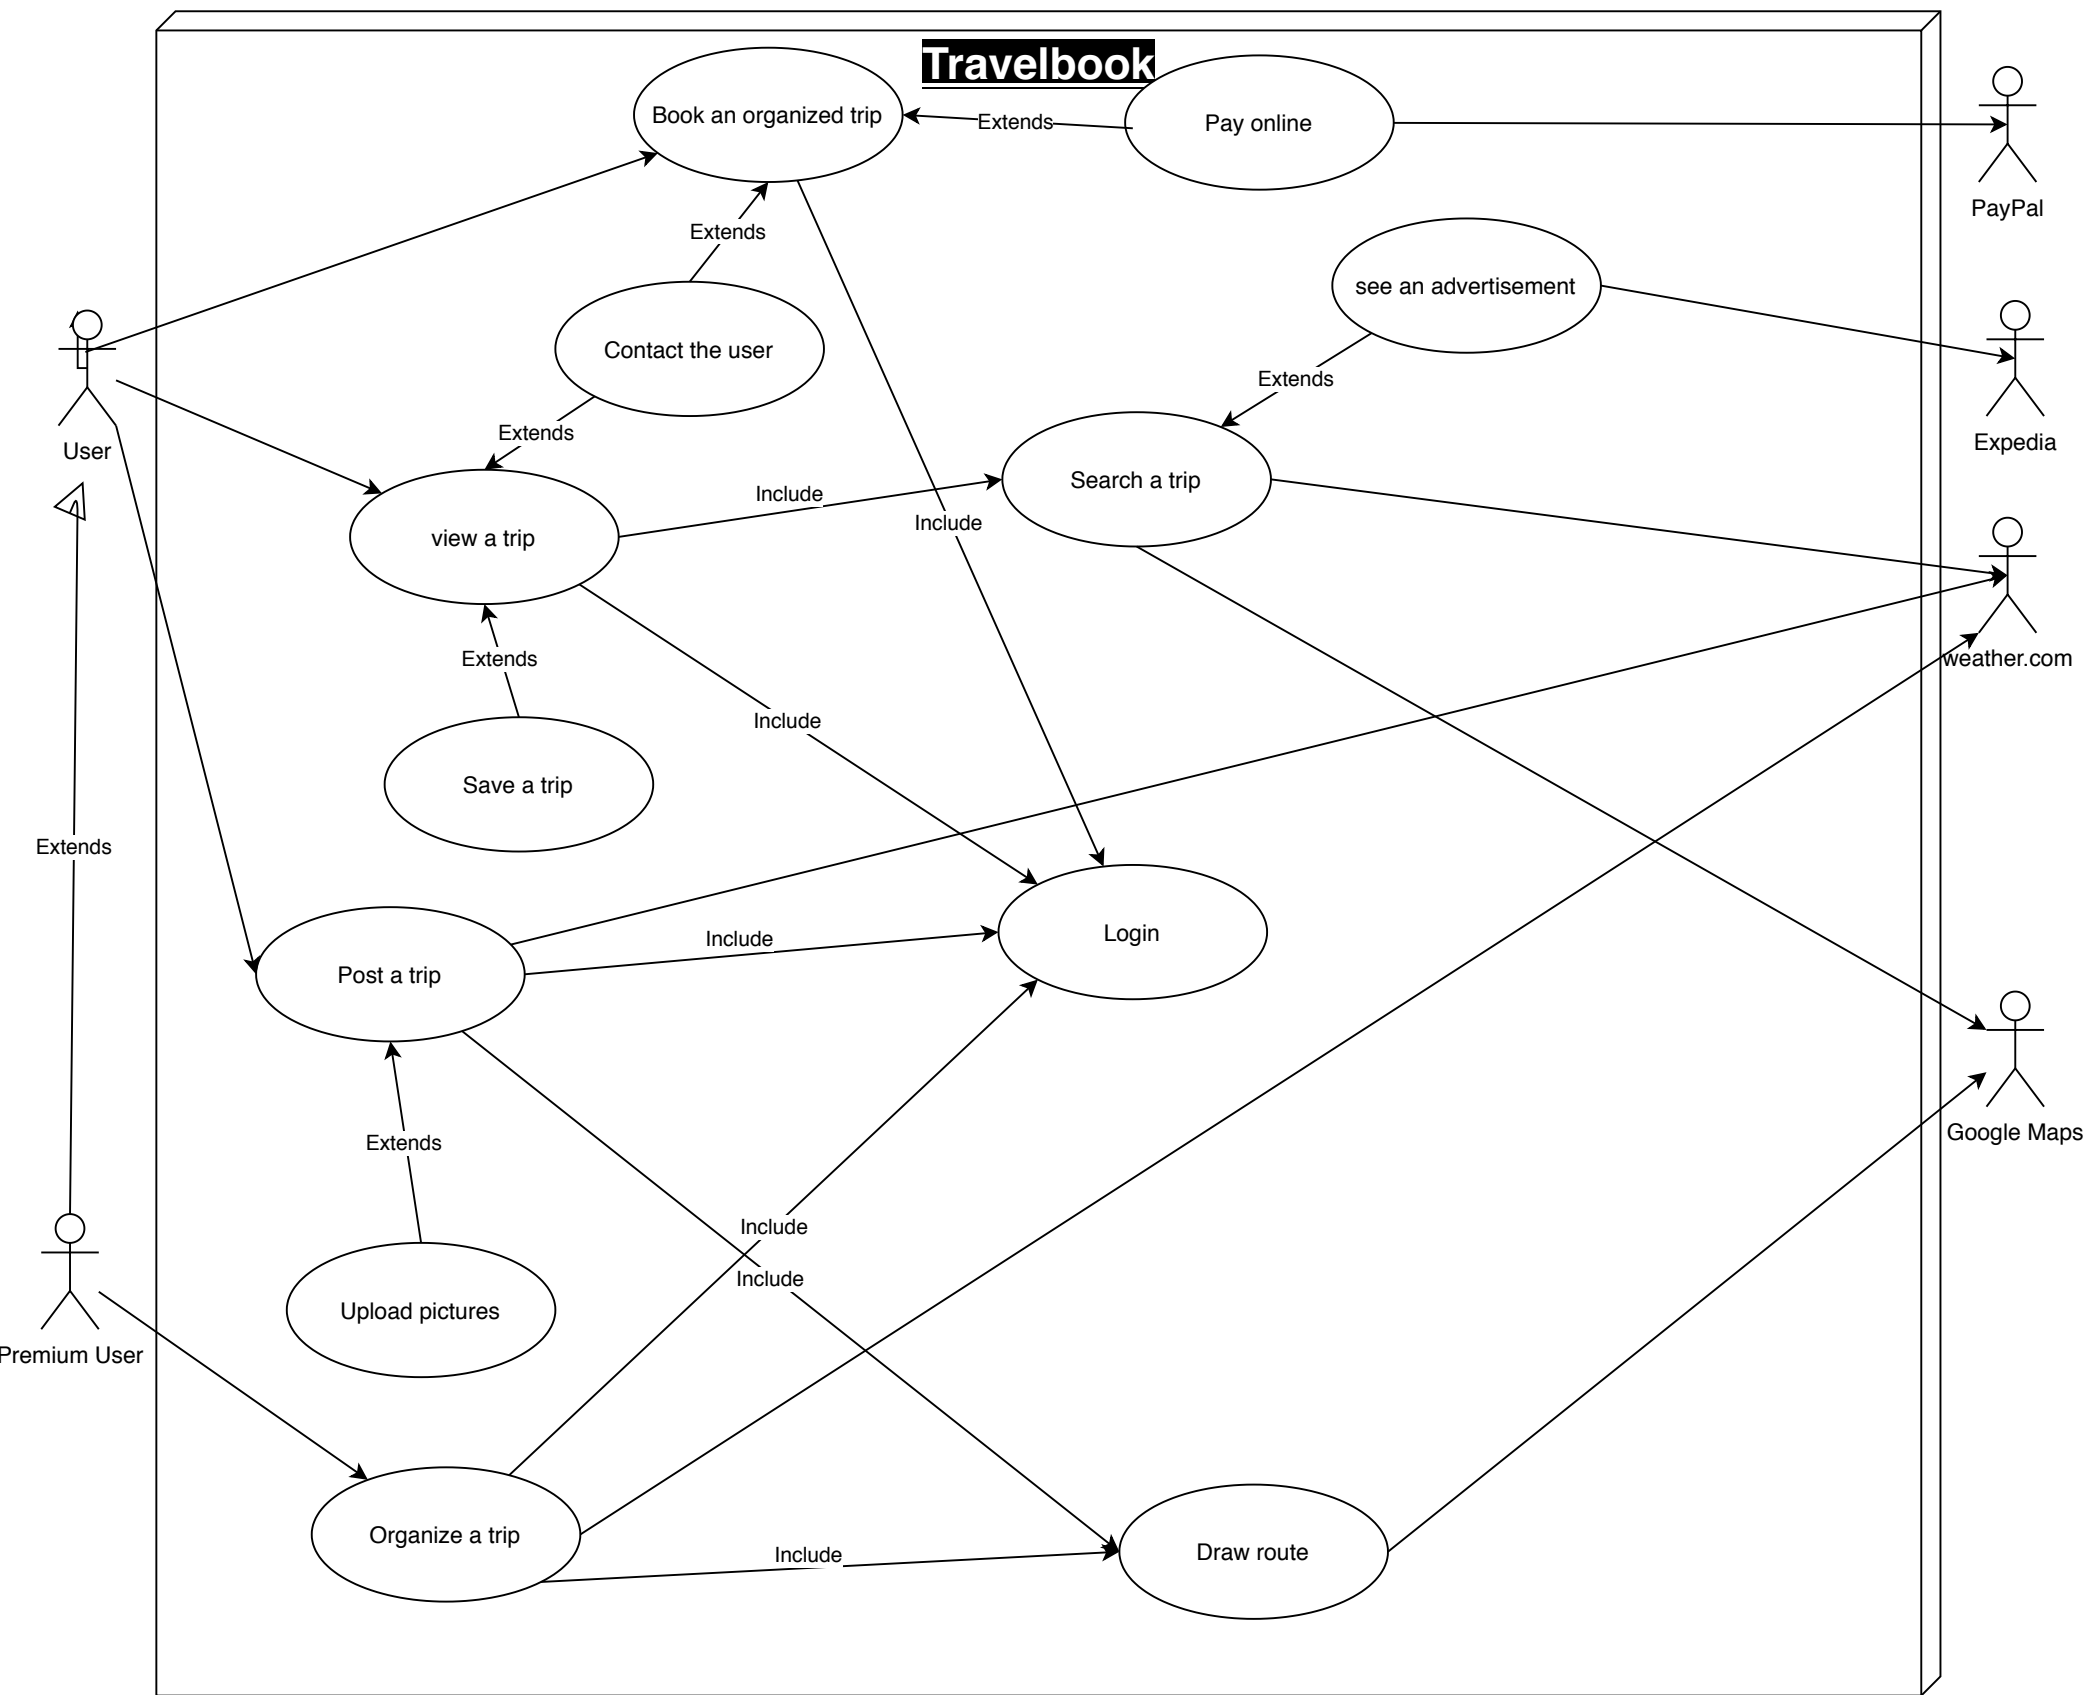 Travelbook
Book an organized trip
Extends
Pay online
PayPal
Extends
see an advertisement
Contact the user
Extends
Extends
User
Expedia
Search a trip
Include
Include
view a trip
Extends
weather.com
Include
Save a trip
Extends
Include
Login
Post a trip
Extends
Google Maps
Include
Include
Upload pictures
Premium User
Organize a trip
Include
Draw route